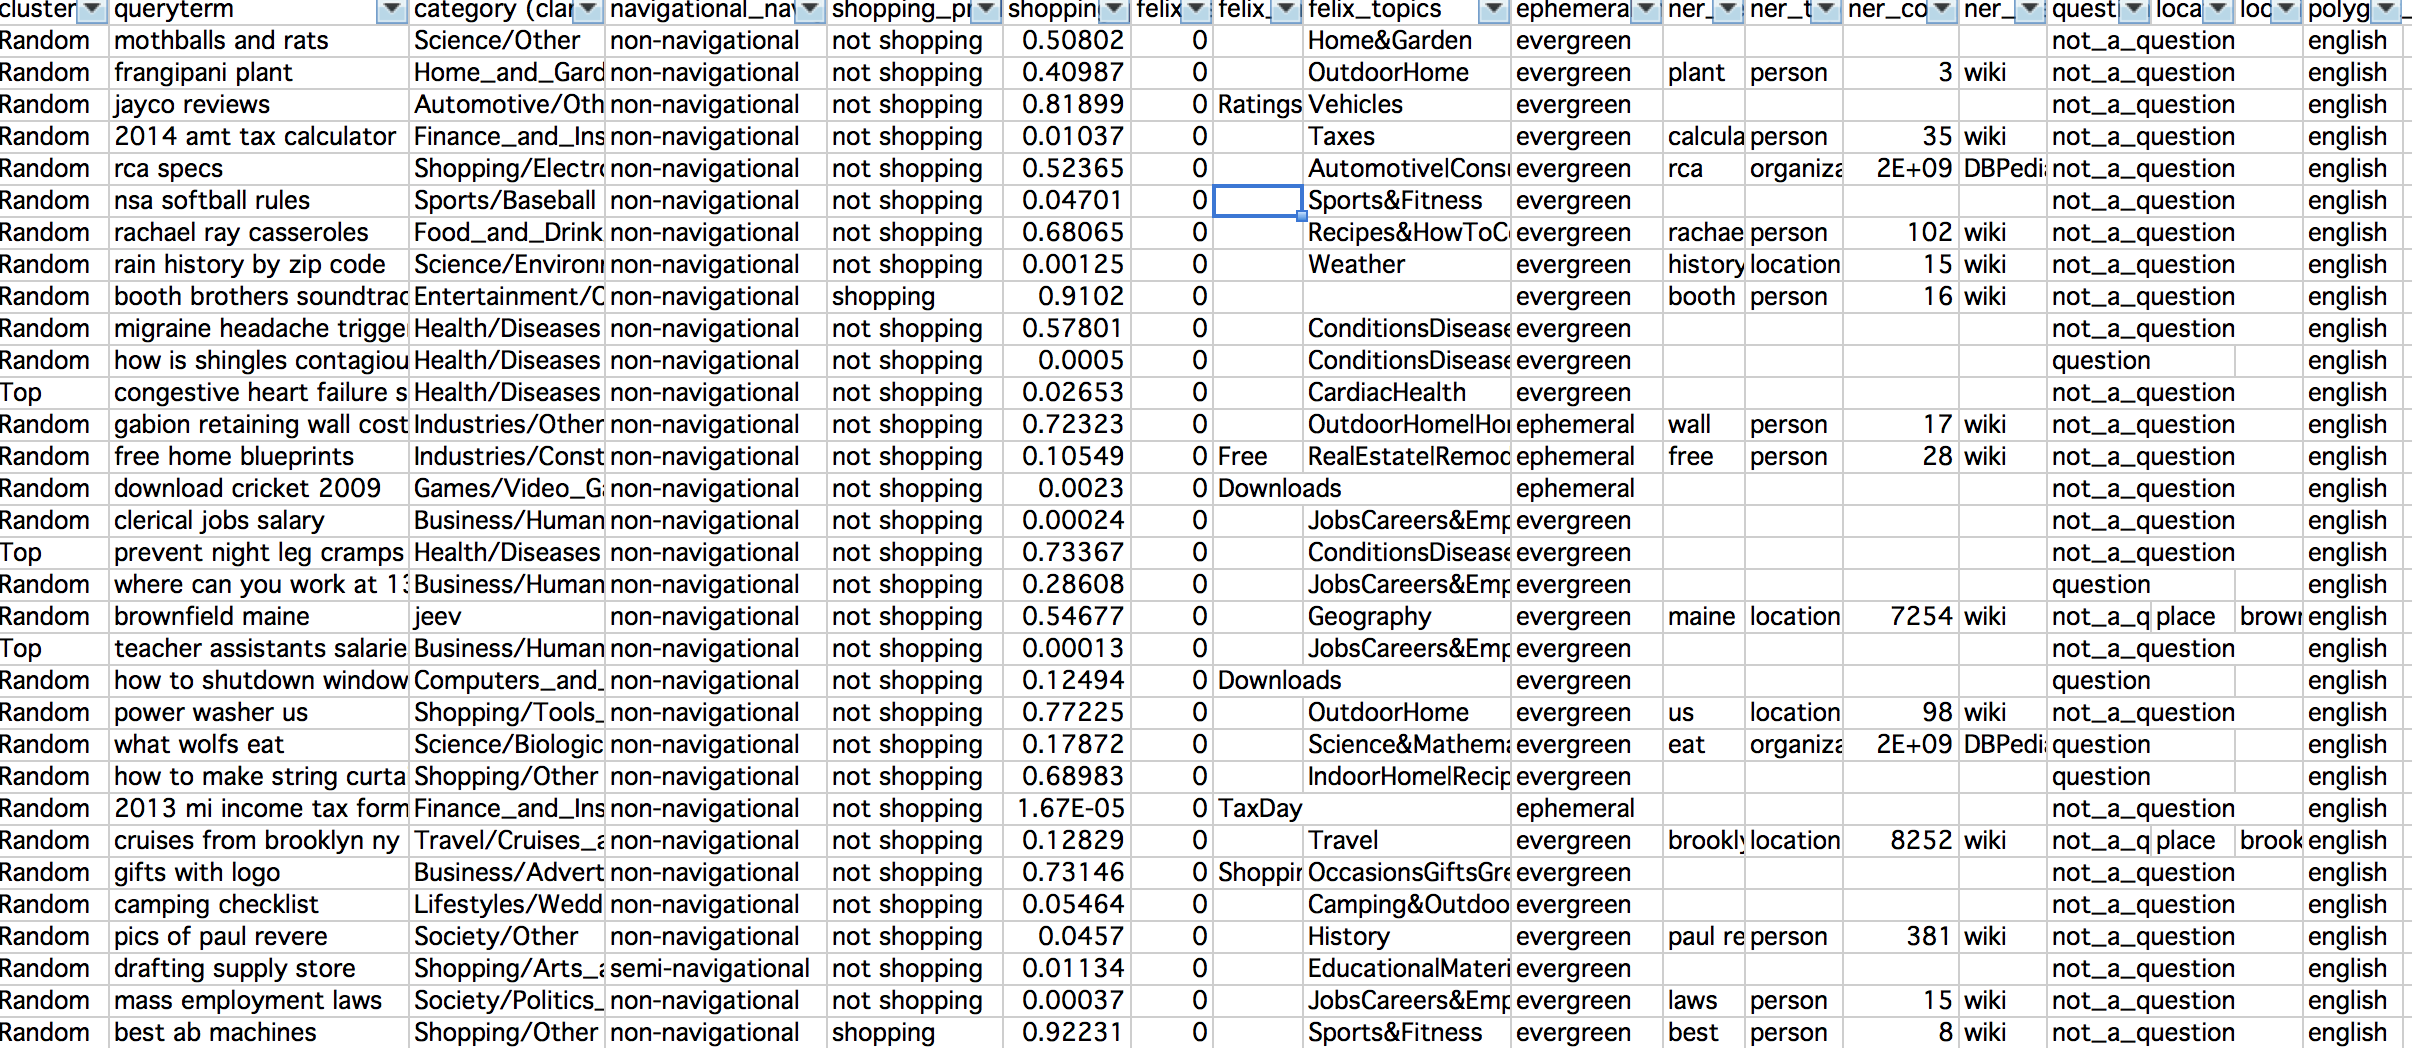 cluster queryterm category (clar navigational_nav shopping_pr shoppin felix felix_ felix_topics ephemera ner_ ner_t ner_co ner_ quest loca loc polyg
Random mothballs and rats Science/Other non-navigational not shopping 0.50802 0 Home&Garden evergreen not_a_question english
Random frangipani plant Home_and_Gard non-navigational not shopping 0.40987 0 OutdoorHome evergreen plant person 3 wiki not_a_question english
Random jayco reviews Automotive/Oth non-navigational not shopping 0.81899 0 Ratings Vehicles evergreen not_a_question english
Random 2014 amt tax calculator Finance_and_Ins non-navigational not shopping 0.01037 0 Taxes evergreen calcula person 35 wiki not_a_question english
Random rca specs Shopping/Electr non-navigational not shopping 0.52365 0 Automotive|Consu evergreen rca organiza 2E+09 DBPedi not_a_question english
Random nsa softball rules Sports/Baseball non-navigational not shopping 0.04701 0 Sports&Fitness evergreen not_a_question english
Random rachael ray casseroles Food_and_Drink non-navigational not shopping 0.68065 0 Recipes&HowToC evergreen rachae person 102 wiki not_a_question english
Random rain history by zip code Science/Environ non-navigational not shopping 0.00125 0 Weather evergreen history location 15 wiki not_a_question english
Random booth brothers soundtrac Entertainment/C non-navigational shopping 0.9102 0 evergreen booth person 16 wiki not_a_question english
Random migraine headache trigge Health/Diseases non-navigational not shopping 0.57801 0 ConditionsDisease evergreen not_a_question english
Random how is shingles contagiou Health/Diseases non-navigational not shopping 0.0005 0 ConditionsDisease evergreen question english
Top congestive heart failure s Health/Diseases non-navigational not shopping 0.02653 0 CardiacHealth evergreen not_a_question english
Random gabion retaining wall cost Industries/Other non-navigational not shopping 0.72323 0 OutdoorHome|Ho ephemeral wall person 17 wiki not_a_question english
Random free home blueprints Industries/Const non-navigational not shopping 0.10549 0 Free RealEstate|Remod ephemeral free person 28 wiki not_a_question english
Random download cricket 2009 Games/Video_G non-navigational not shopping 0.0023 0 Downloads ephemeral not_a_question english
Random clerical jobs salary Business/Human non-navigational not shopping 0.00024 0 JobsCareers&Emp evergreen not_a_question english
Top prevent night leg cramps Health/Diseases non-navigational not shopping 0.73367 0 ConditionsDisease evergreen not_a_question english
Random where can you work at 13 Business/Human non-navigational not shopping 0.28608 0 JobsCareers&Emp evergreen question english
Random brownfield maine jeev non-navigational not shopping 0.54677 0 Geography evergreen maine location 7254 wiki not_a_q place brown english
Top teacher assistants salarie Business/Human non-navigational not shopping 0.00013 0 JobsCareers&Emp evergreen not_a_question english
Random how to shutdown window Computers_and_ non-navigational not shopping 0.12494 0 Downloads evergreen question english
Random power washer us Shopping/Tools_ non-navigational not shopping 0.77225 0 OutdoorHome evergreen us location 98 wiki not_a_question english
Random what wolfs eat Science/Biologic non-navigational not shopping 0.17872 0 Science&Mathema evergreen eat organiza 2E+09 DBPedi question english
Random how to make string curta Shopping/Other non-navigational not shopping 0.68983 0 IndoorHome|Recip evergreen question english
Random 2013 mi income tax form Finance_and_Ins non-navigational not shopping 1.67E-05 0 TaxDay ephemeral not_a_question english
Random cruises from brooklyn ny Travel/Cruises_a non-navigational not shopping 0.12829 0 Travel evergreen brookly location 8252 wiki not_a_q place brook english
Random gifts with logo Business/Advert non-navigational not shopping 0.73146 0 Shoppin OccasionsGiftsGre evergreen not_a_question english
Random camping checklist Lifestyles/Wedd non-navigational not shopping 0.05464 0 Camping&Outdoo evergreen not_a_question english
Random pics of paul revere Society/Other non-navigational not shopping 0.0457 0 History evergreen paul re person 381 wiki not_a_question english
Random drafting supply store Shopping/Arts_a semi-navigational not shopping 0.01134 0 EducationalMateri evergreen not_a_question english
Random mass employment laws Society/Politics_ non-navigational not shopping 0.00037 0 JobsCareers&Emp evergreen laws person 15 wiki not_a_question english
Random best ab machines Shopping/Other non-navigational shopping 0.92231 0 Sports&Fitness evergreen best person 8 wiki not_a_question english